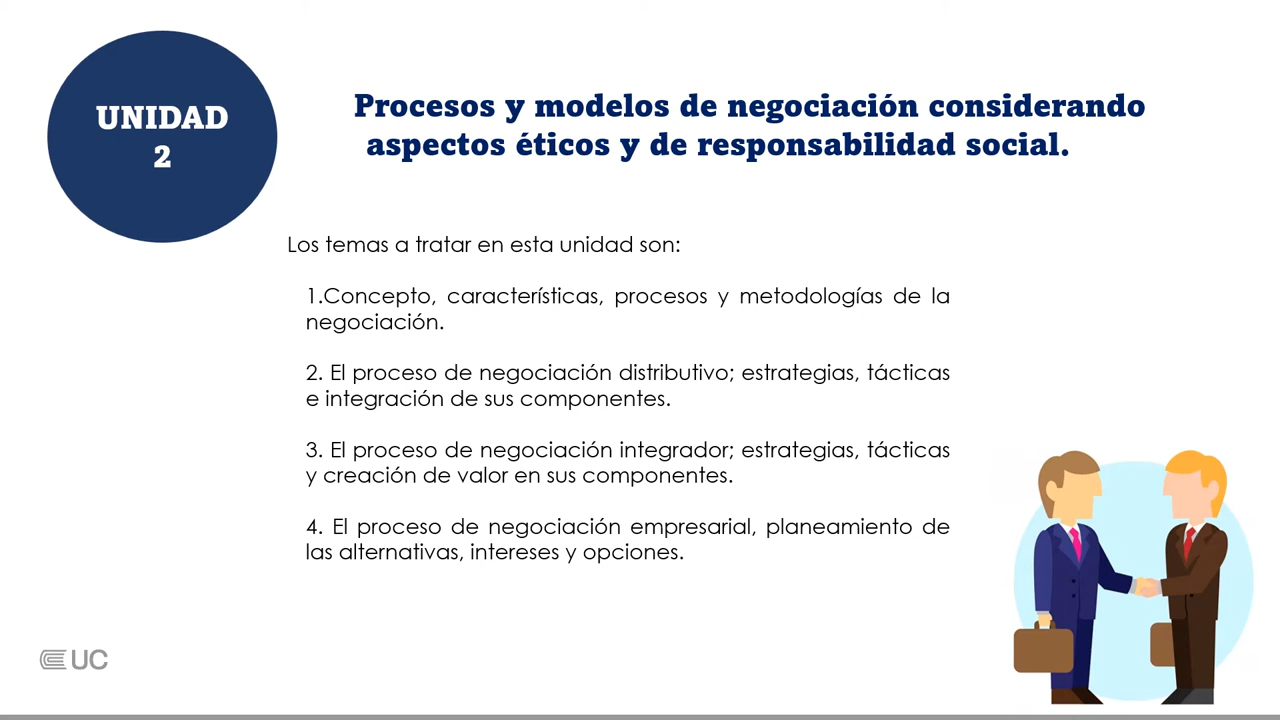 UNIDAD
2
Procesos y modelos de negociación considerando
aspectos éticos y de responsabilidad social.
Los temas a tratar en esta unidad son:
1.Concepto, características, procesos y metodologías de la
negociación.
2. El proceso de negociación distributivo; estrategias, tácticas
e integración de sus componentes.
3. El proceso de negociación integrador; estrategias, tácticas
y creación de valor en sus componentes.
4. El proceso de negociación empresarial, planeamiento de
las alternativas, intereses y opciones.
UC